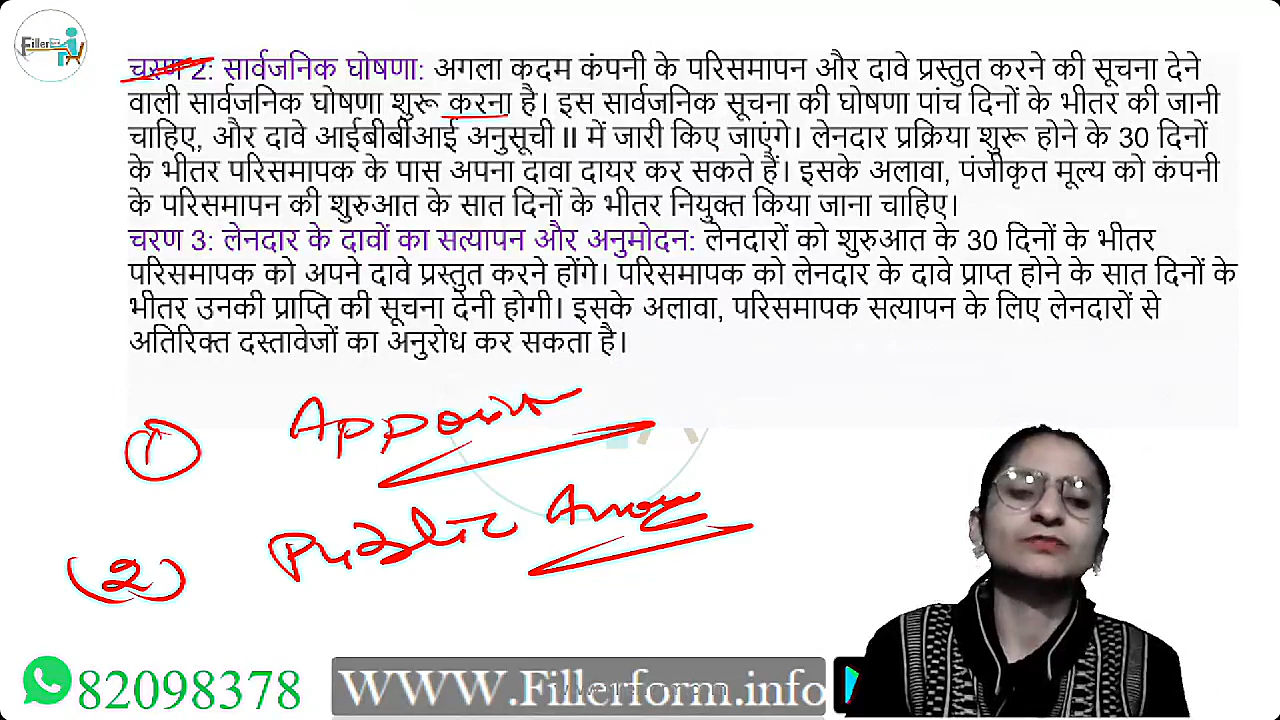 Filler
चरण 2: सार्वजनिक घोषणा: अगला कदम कंपनी के परिसमापन और दावे प्रस्तुत करने की सूचना देने
वाली सार्वजनिक घोषणा शुरू करना है। इस सार्वजनिक सूचना की घोषणा पांच दिनों के भीतर की जानी
चाहिए, और दावे आईबीबीआई अनुसूची II में जारी किए जाएंगे। लेनदार प्रक्रिया शुरू होने के 30 दिनों
के भीतर परिसमापक के पास अपना दावा दायर कर सकते हैं। इसके अलावा, पंजीकृत मूल्य को कंपनी
के परिसमापन की शुरुआत के सात दिनों के भीतर नियुक्त किया जाना चाहिए।
चरण 3: लेनदार के दावों का सत्यापन और अनुमोदन: लेनदारों को शुरुआत के 30 दिनों के भीतर
परिसमापक को अपने दावे प्रस्तुत करने होंगे। परिसमापक को लेनदार के दावे प्राप्त होने के सात दिनों के
भीतर उनकी प्राप्ति की सूचना देनी होगी। इसके अलावा, परिसमापक सत्यापन के लिए लेनदारों से
अतिरिक्त दस्तावेजों का अनुरोध कर सकता है।
1 Appoint
(2) Public
82098378 WWW.Fillerform.info